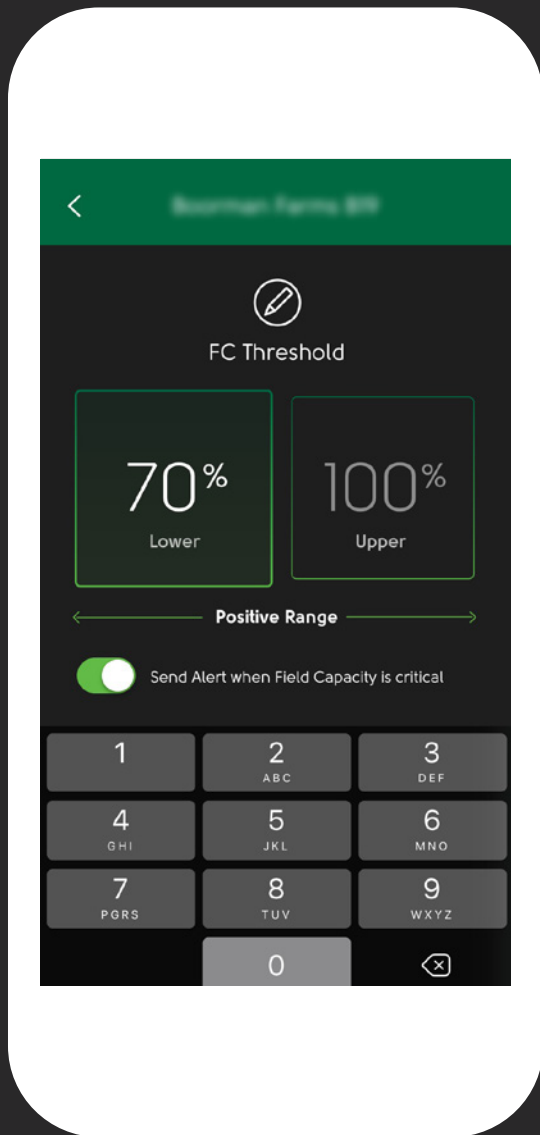 FC Threshold
70% 100%
Lower Upper
Positive Range
Send Alert when Field Capacity is critical
1 2 3
ABC DEF
4 5 6
GHI JKL MNO
7 8 9
PGRS TUV WXYZ
0